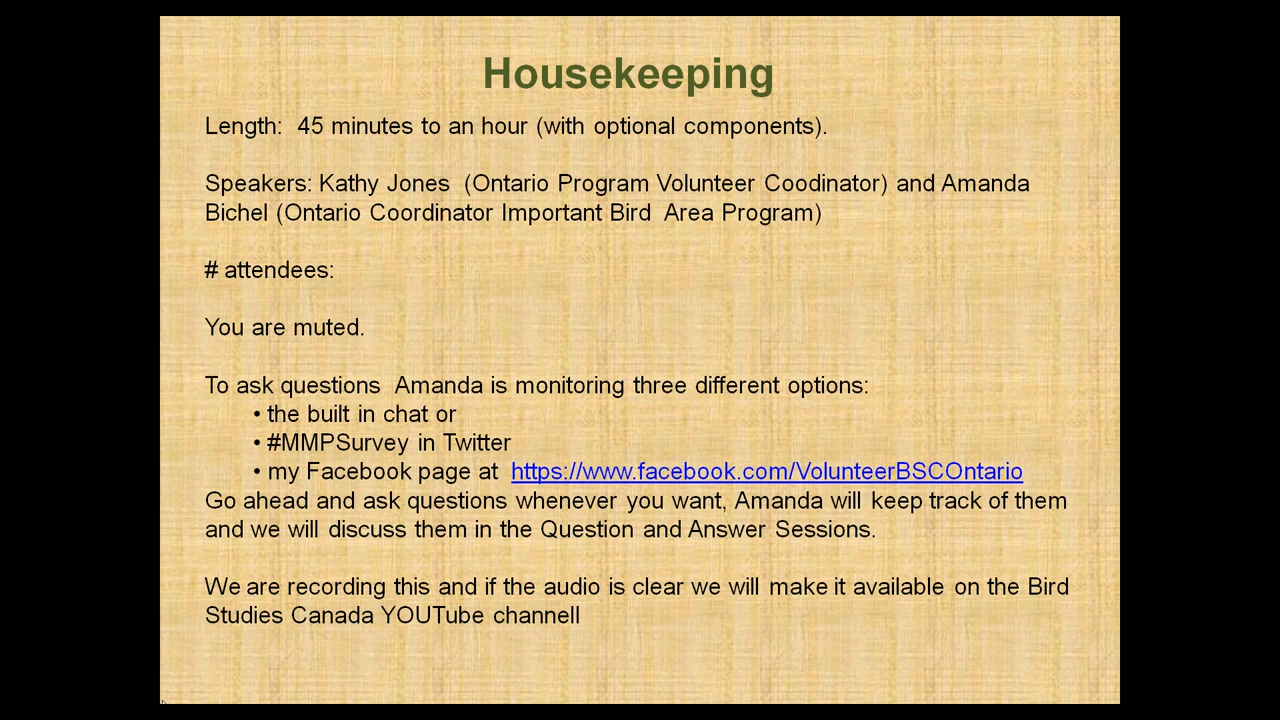 Housekeeping
Length:  45 minutes to an hour (with optional components).
Speakers: Kathy Jones  (Ontario Program Volunteer Coodinator) and Amanda
Bichel (Ontario Coordinator Important Bird  Area Program)
# attendees:
You are muted.
To ask questions  Amanda is monitoring three different options:
• the built in chat or
• #MMPSurvey in Twitter
• my Facebook page at  https://www.facebook.com/VolunteerBSCOntario
Go ahead and ask questions whenever you want, Amanda will keep track of them
and we will discuss them in the Question and Answer Sessions.
We are recording this and if the audio is clear we will make it available on the Bird
Studies Canada YOUTube channell